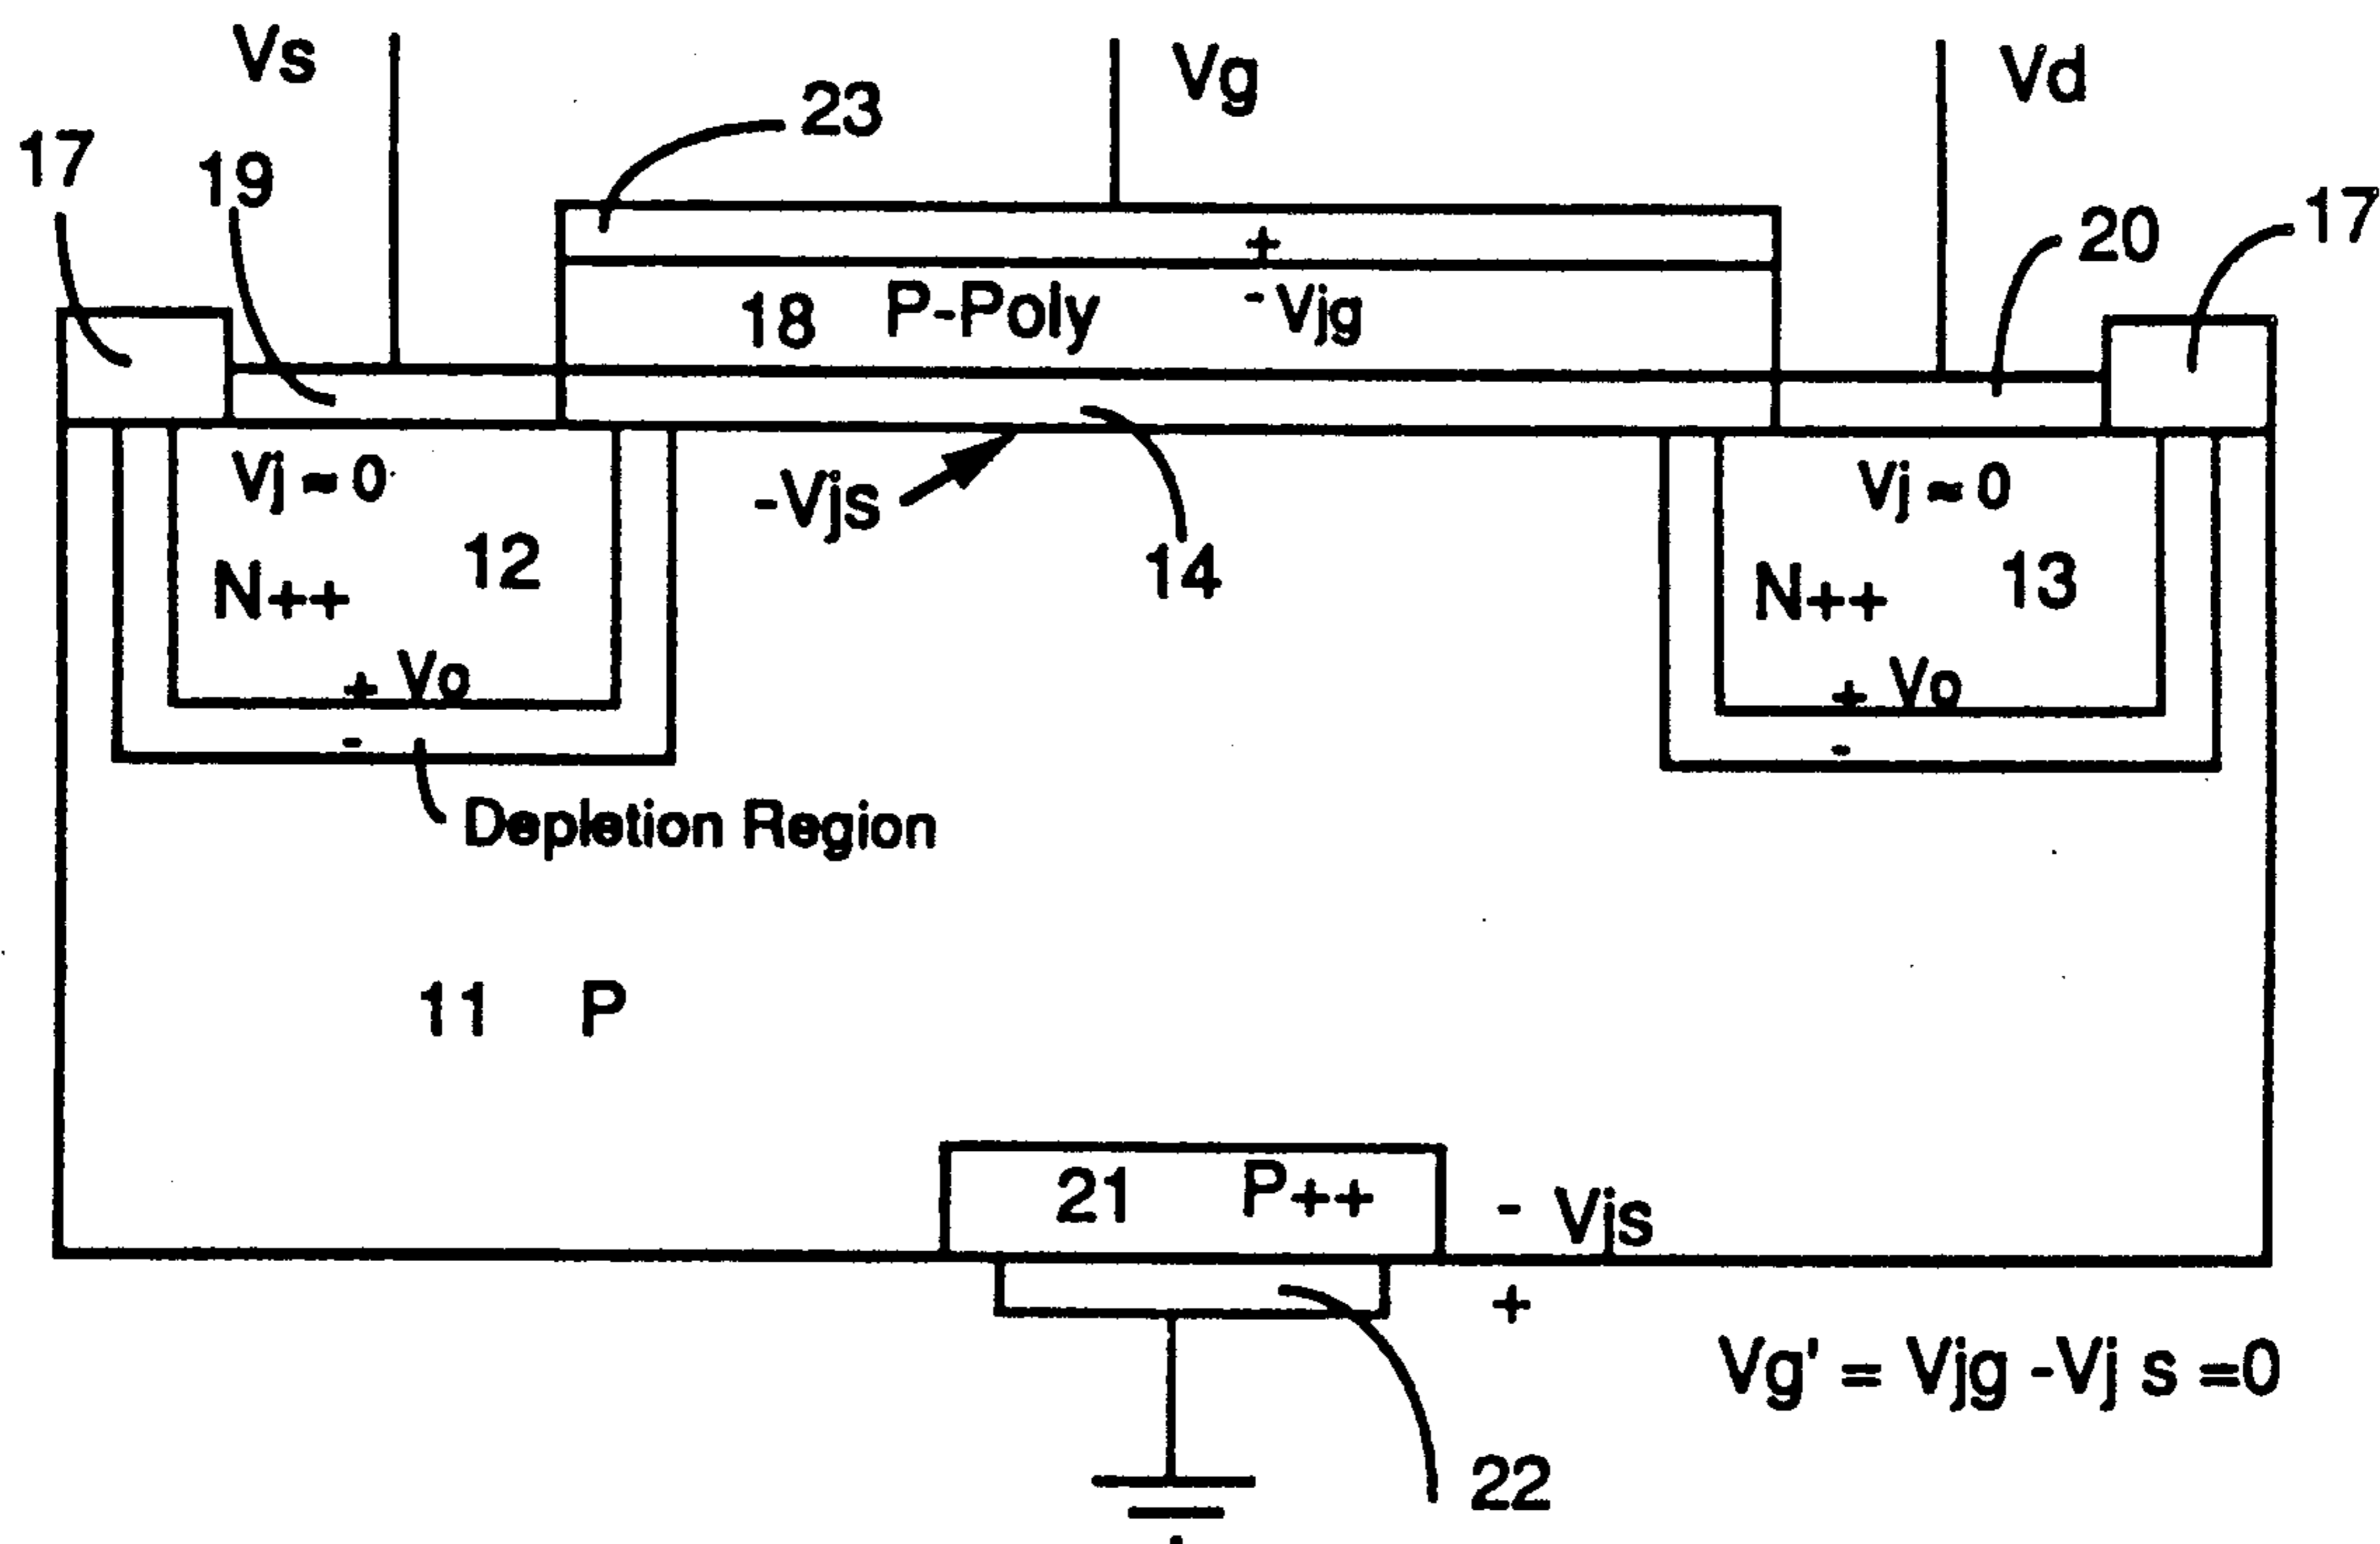 Vs
Vg
Vd
23
17
19
20
17
+
18 P-Poly - Vjg
Vj ≈ 0
12
N++
+ Vo
-
-Vjs
14
Vj ≈ 0
N++ 13
+ Vo
-
Depletion Region
11 P
21 P++
- Vjs
+
Vg' = Vjg -Vj s =0
22